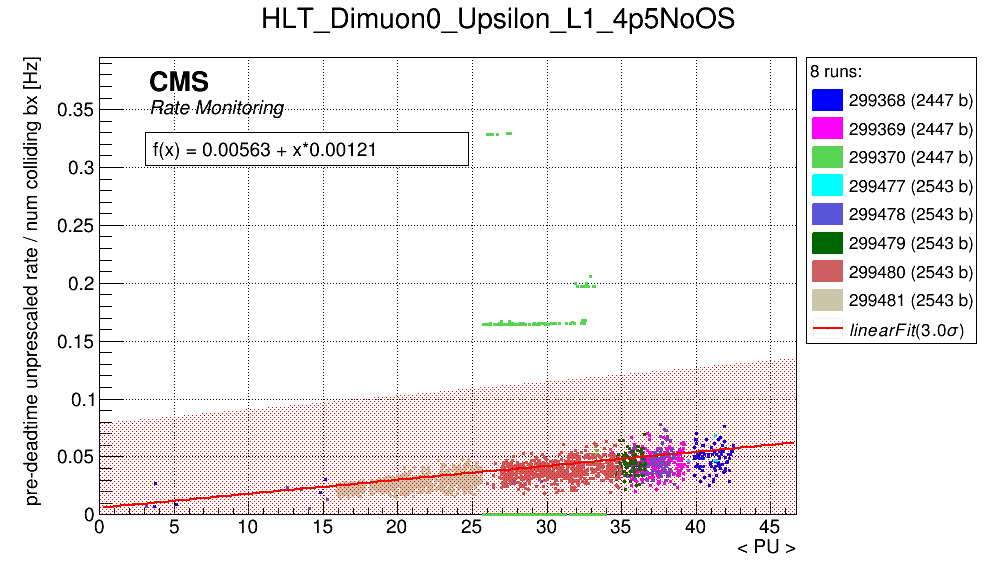 HLT_Dimuon0_Upsilon_L1_4p5NoOS
pre-deadtime unprescaled rate / num colliding bx [Hz]
CMS
Rate Monitoring
f(x) = 0.00563 + x*0.00121
0.35
0.3
0.25
0.2
0.15
0.1
0.05
0
0 5 10 15 20 25 30 35 40 45
< PU >
8 runs:
299368 (2447 b)
299369 (2447 b)
299370 (2447 b)
299477 (2543 b)
299478 (2543 b)
299479 (2543 b)
299480 (2543 b)
299481 (2543 b)
linearFit(3.0σ)